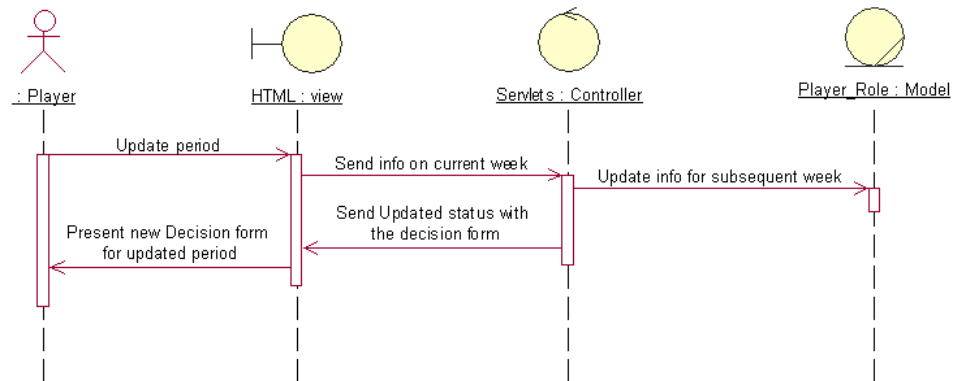 : Player
HTML : view
Servlets : Controller
Player_Role : Model
Update period
Send info on current week
Update info for subsequent week
Send Updated status with
the decision form
Present new Decision form
for updated period